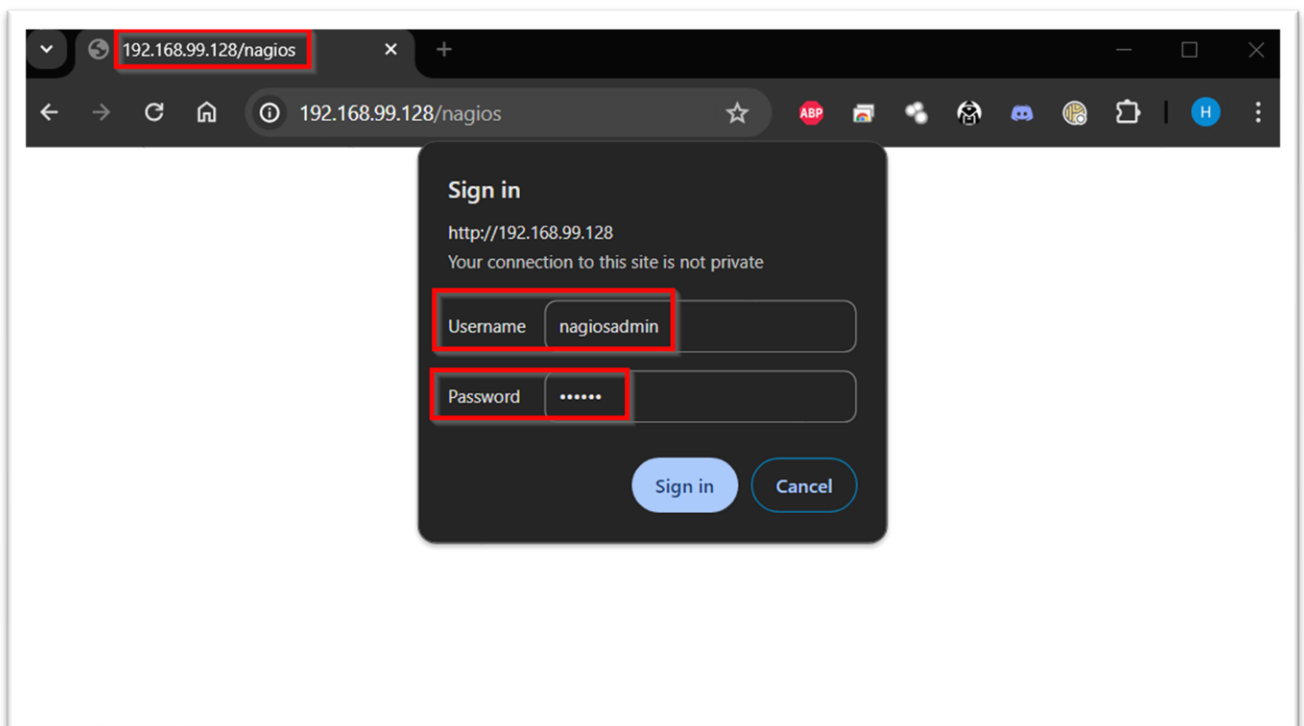 192.168.99.128/nagios
192.168.99.128/nagios
ABP
H
Sign in
http://192.168.99.128
Your connection to this site is not private
Username nagiosadmin
Password ••••••
Sign in Cancel